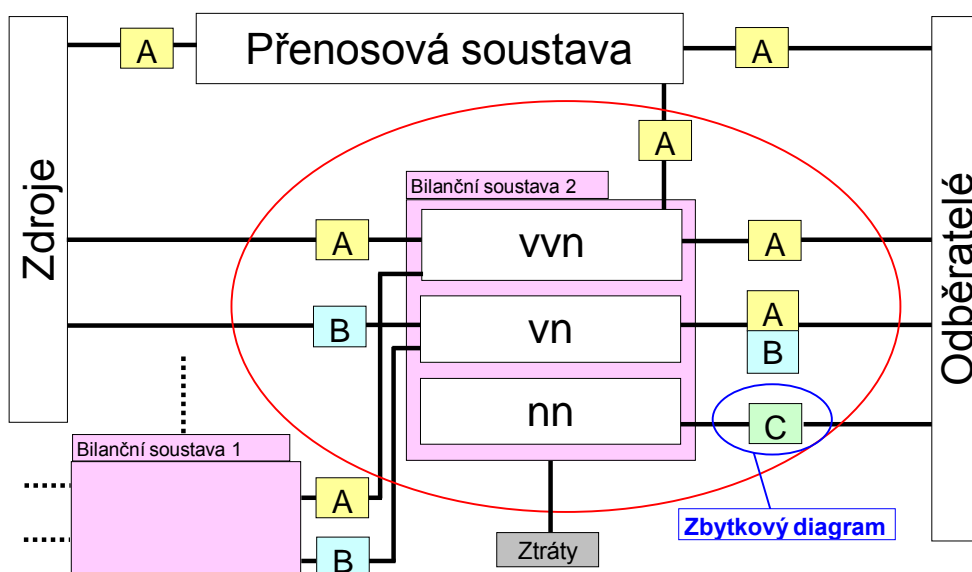 A
Přenosová soustava
A
A
Zdroje
Odběratelé
Bilanční soustava 2
A
vvn
A
B
vn
A
B
nn
C
Bilanční soustava 1
A
B
Zbytkový diagram
Ztráty